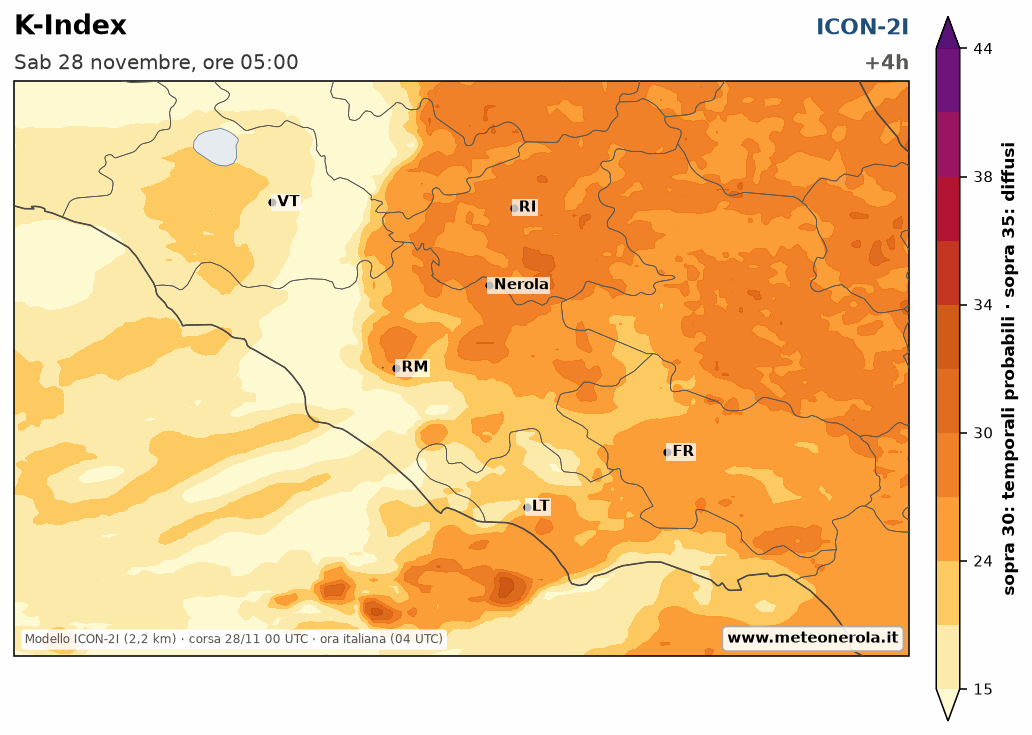 K-Index
ICON-2I
Sab 28 novembre, ore 05:00
+4h
VT
RI
Nerola
RM
FR
LT
Modello ICON-2I (2,2 km) · corsa 28/11 00 UTC · ora italiana (04 UTC)
www.meteonerola.it
44
38
34
30
24
15
sopra 30: temporali probabili · sopra 35: diffusi